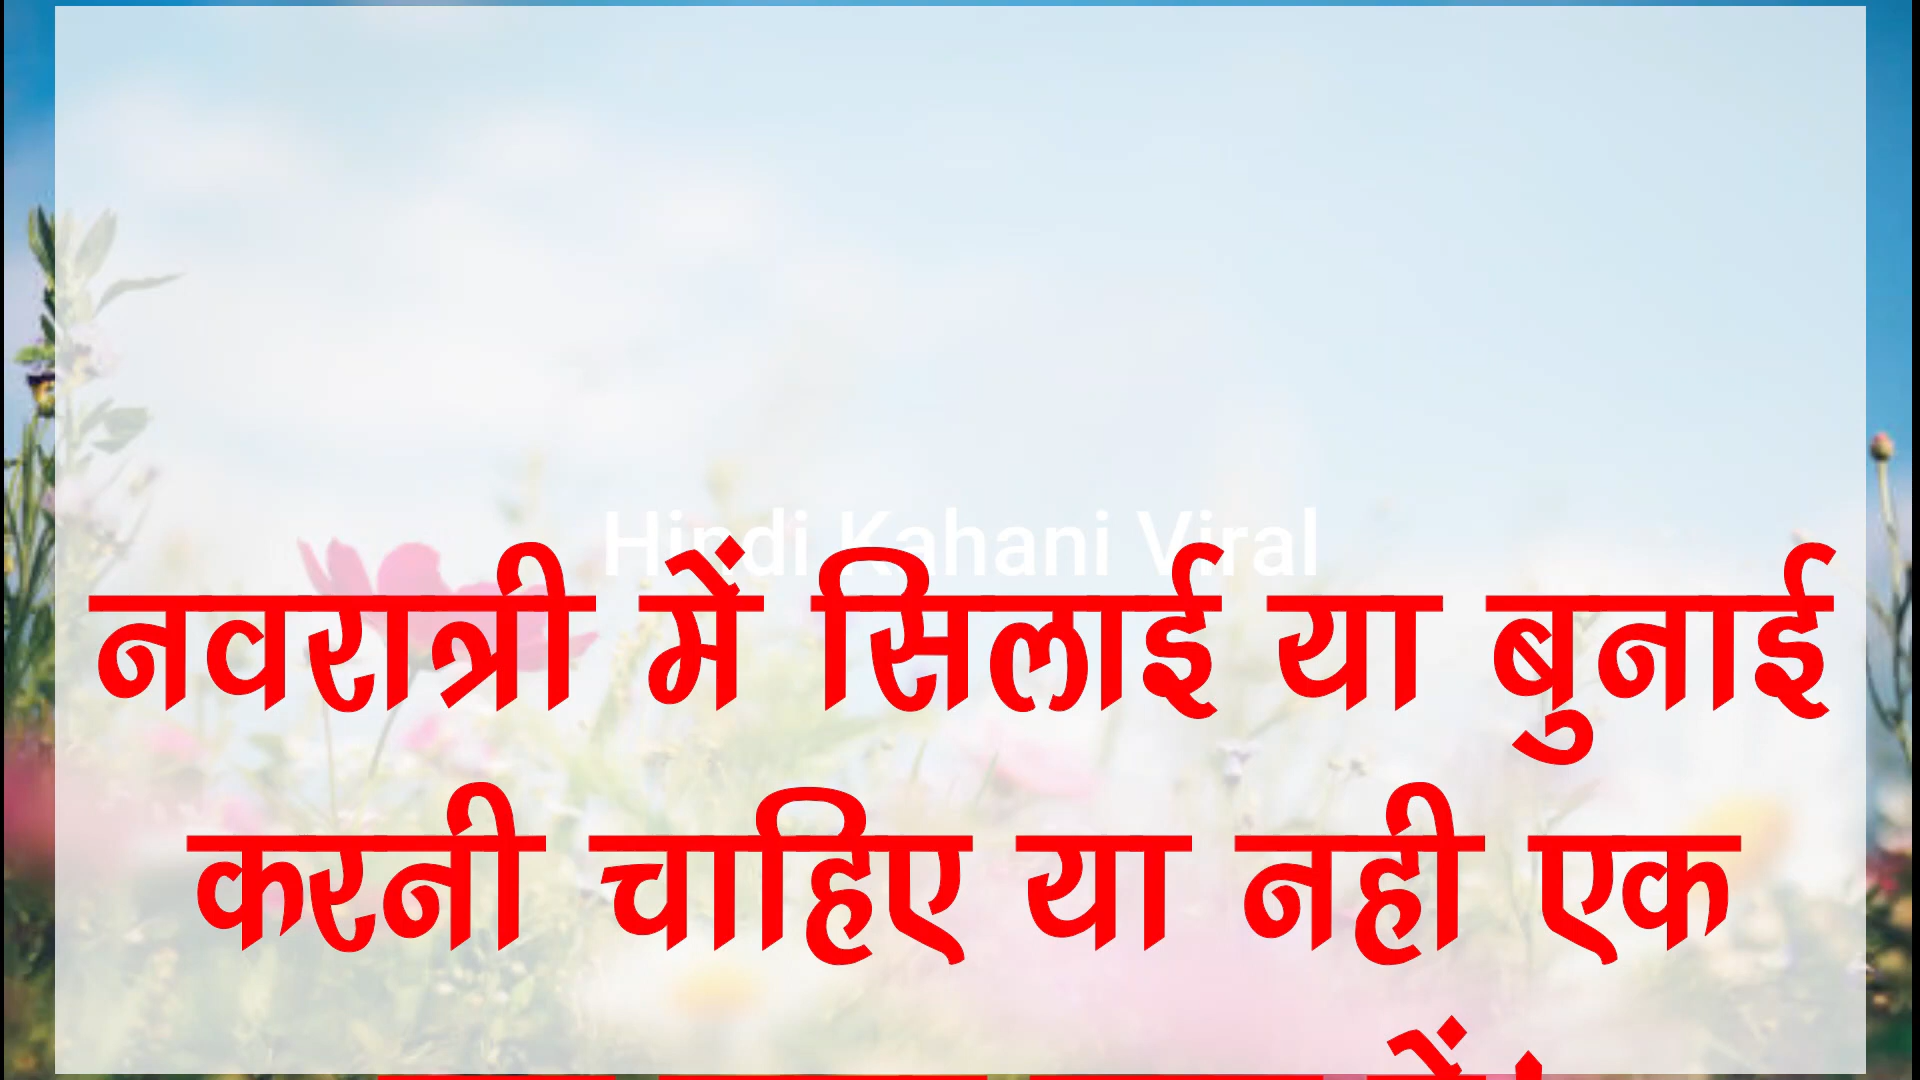 Hindi Kahani Viral
नवरात्री में सिलाई या बुनाई
करनी चाहिए या नही एक